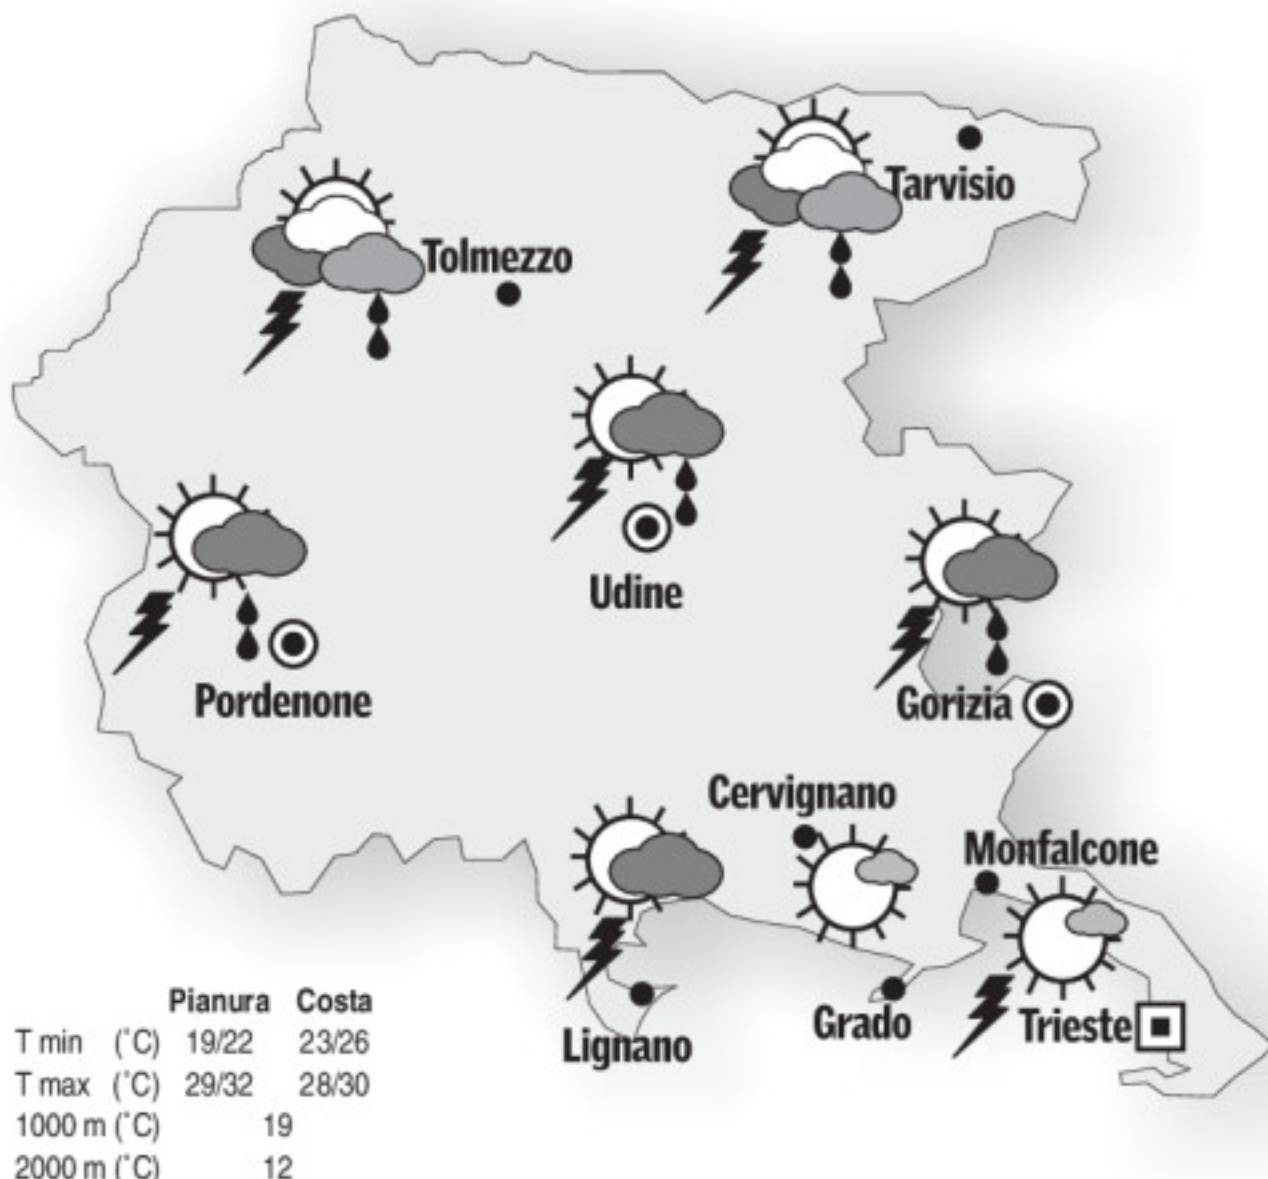 Tarvisio
Tolmezzo
Udine
Pordenone
Gorizia
Cervignano
Monfalcone
Grado
Trieste
Lignano
Pianura Costa
T min (°C) 19/22 23/26
T max (°C) 29/32 28/30
1000 m (°C) 19
2000 m (°C) 12